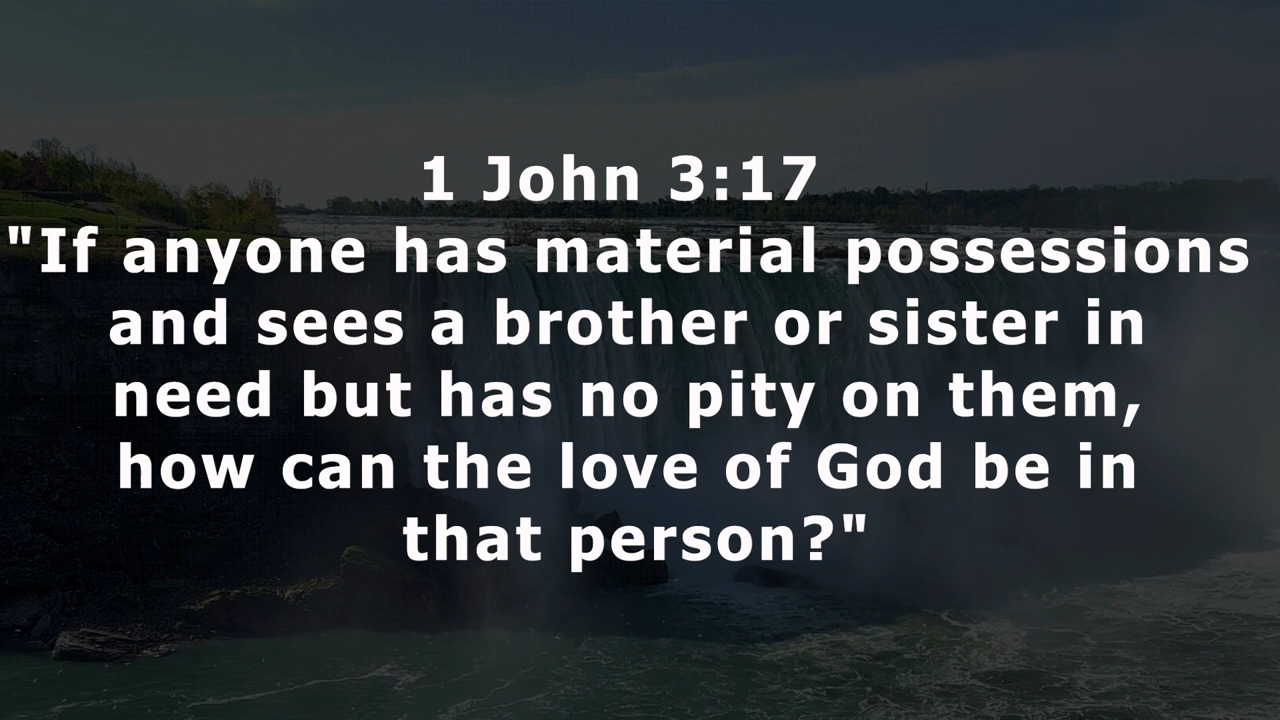 1 John 3:17
"If anyone has material possessions
and sees a brother or sister in
need but has no pity on them,
how can the love of God be in
that person?"